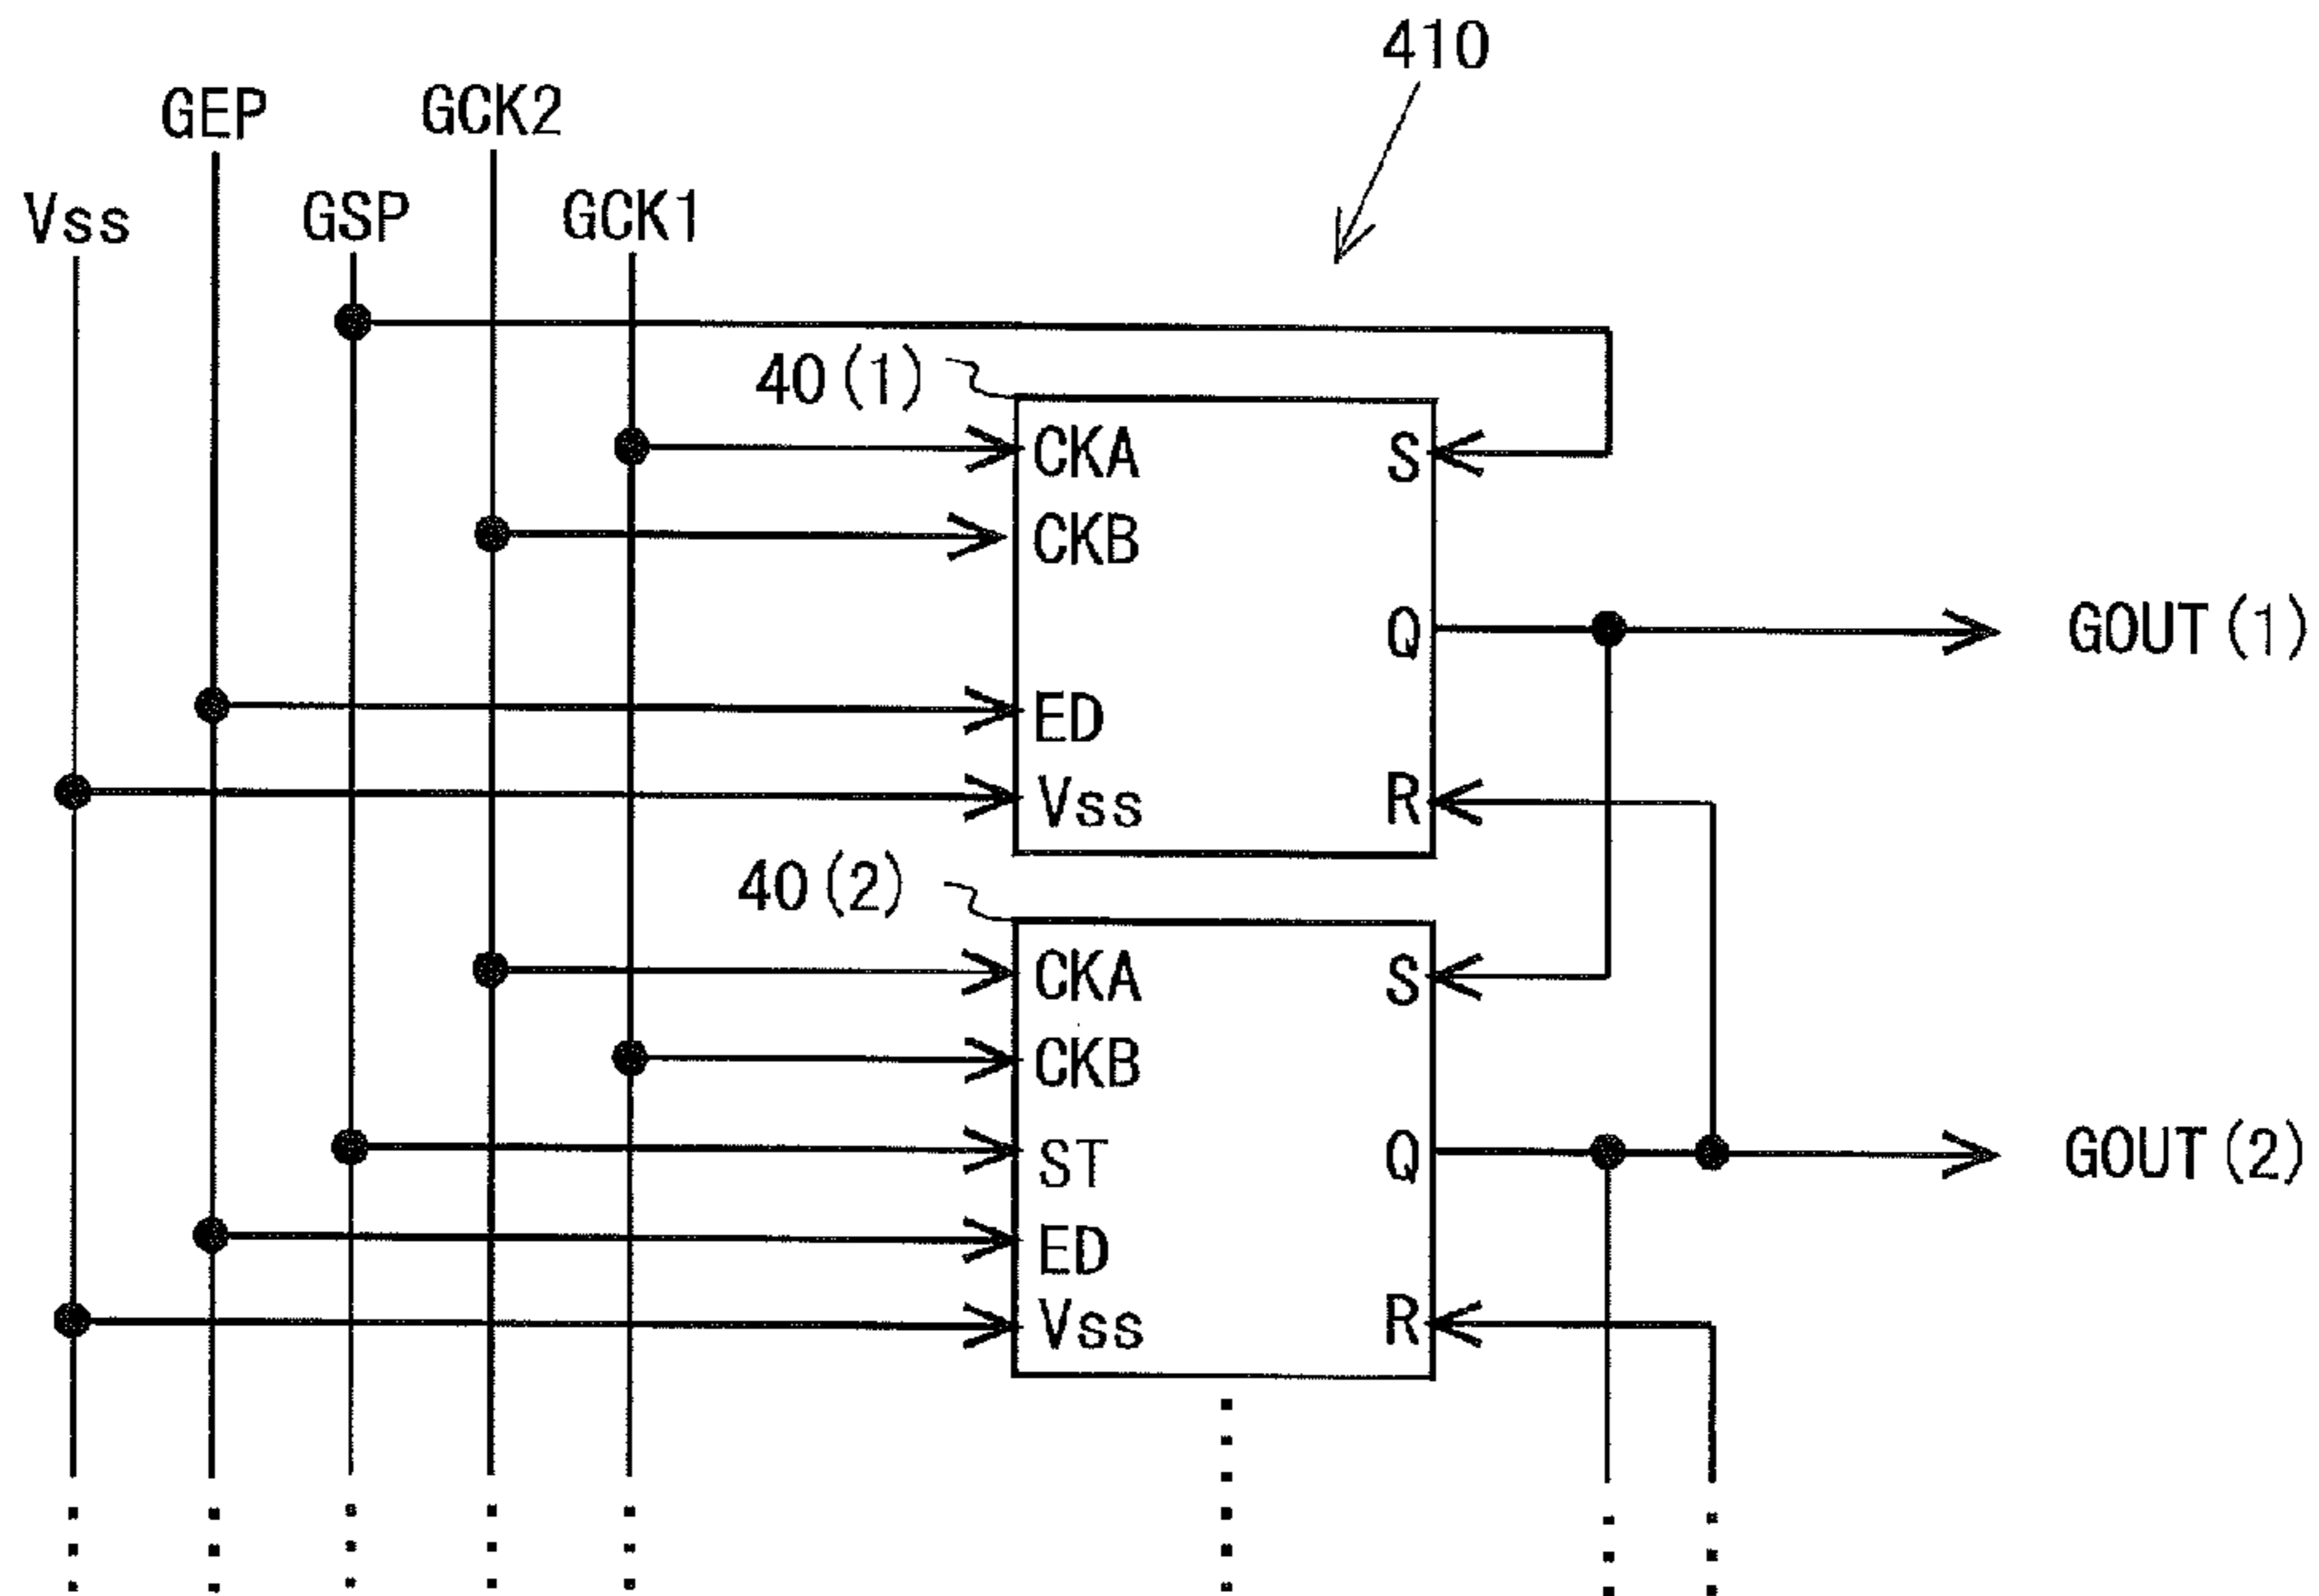 410
GEP GCK2
Vss GSP GCK1
40(1)
CKA S
CKB
Q GOUT(1)
ED
Vss R
40(2)
CKA S
CKB
ST Q GOUT(2)
ED
Vss R